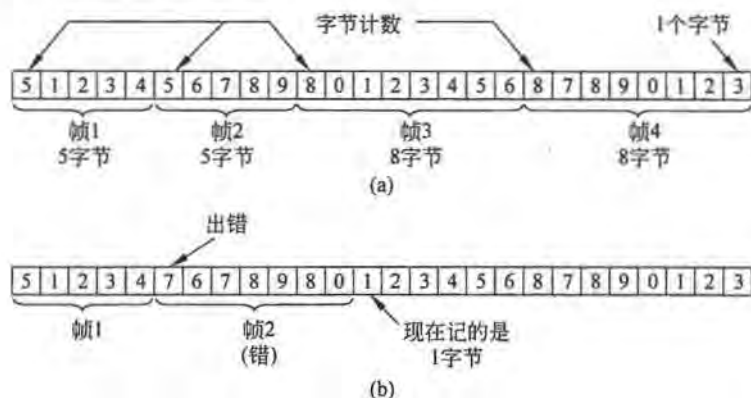 字节计数 1个字节
5 1 2 3 4 5 6 7 8 9 8 0 1 2 3 4 5 6 8 7 8 9 0 1 2 3
帧1 帧2 帧3 帧4
5字节 5字节 8字节 8字节
(a)
出错
5 1 2 3 4 7 6 7 8 9 8 0 1 2 3 4 5 6 8 7 8 9 0 1 2 3
帧1 帧2 现在记的是
(错) 1字节
(b)